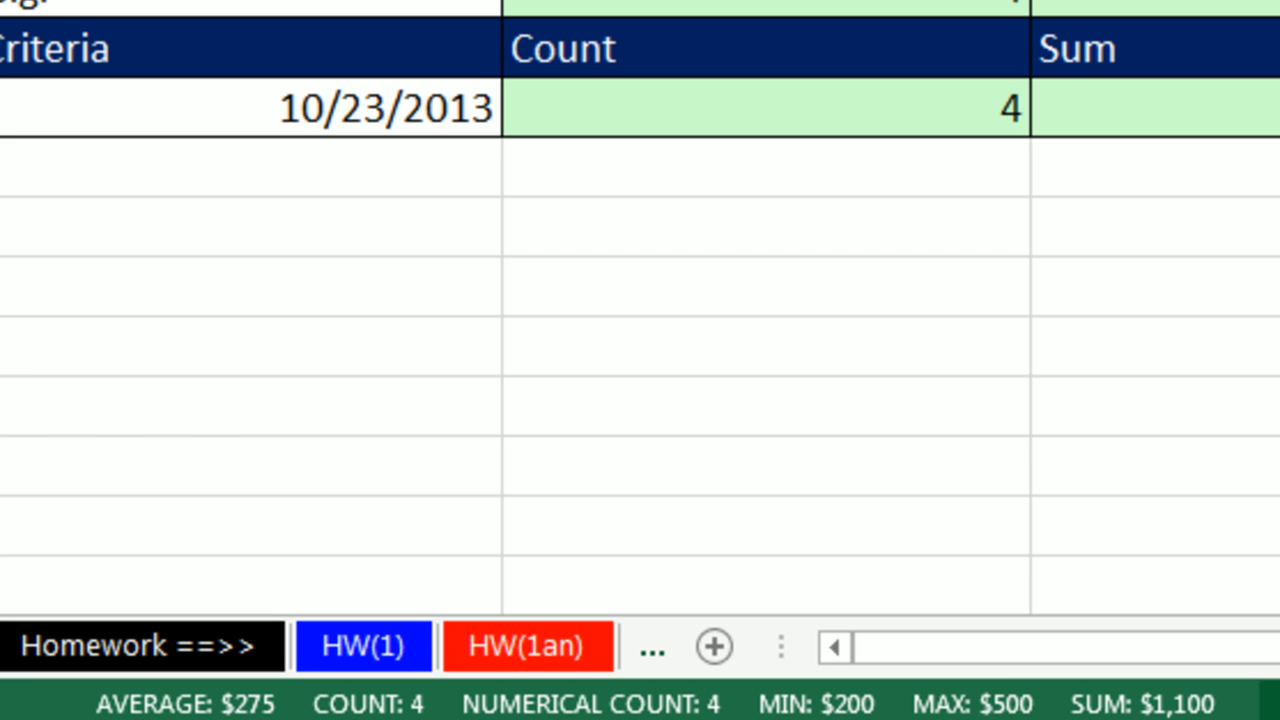 Criteria Count Sum
10/23/2013 4
Homework ==>> HW(1) HW(1an) ...
AVERAGE: $275 COUNT: 4 NUMERICAL COUNT: 4 MIN: $200 MAX: $500 SUM: $1,100